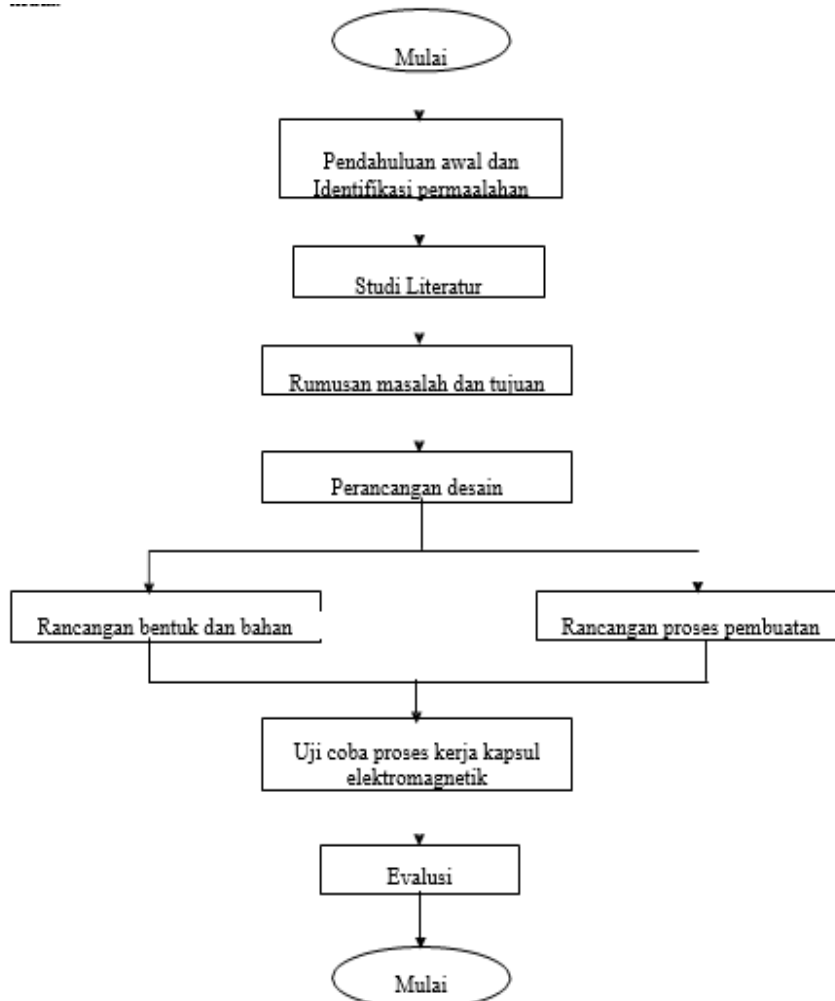 Mulai
Pendahuluan awal dan
Identifikasi permaalahan
Studi Literatur
Rumusan masalah dan tujuan
Perancangan desain
Rancangan bentuk dan bahan
Rancangan proses pembuatan
Uji coba proses kerja kapsul
elektromagnetik
Evalusi
Mulai